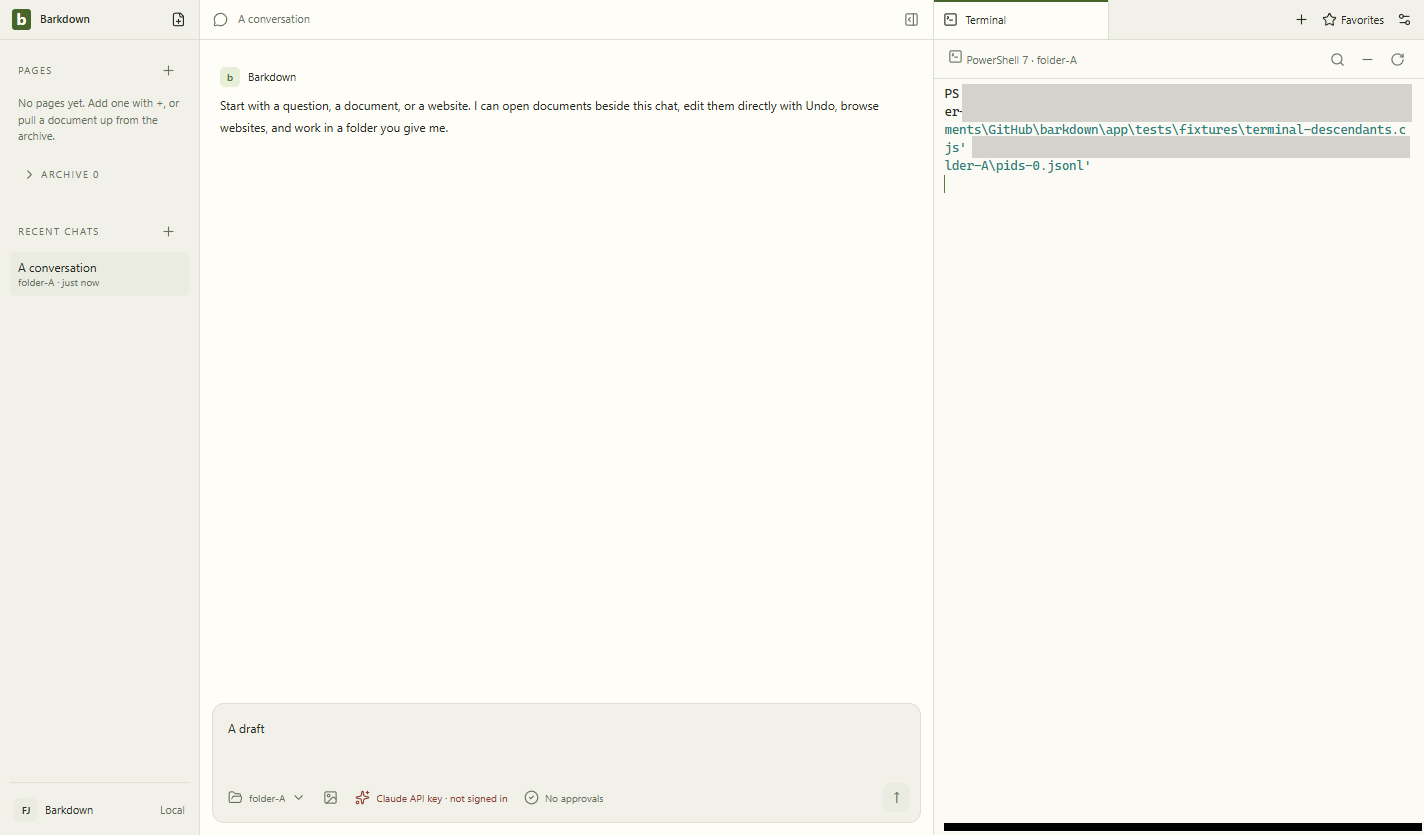 b Barkdown
PAGES
No pages yet. Add one with +, or
pull a document up from the
archive.
ARCHIVE 0
RECENT CHATS
A conversation
folder-A · just now
FJ Barkdown Local
A conversation
b Barkdown
Start with a question, a document, or a website. I can open documents beside this chat, edit them directly with Undo, browse
websites, and work in a folder you give me.
A draft
folder-A
Claude API key · not signed in
No approvals
Terminal
Favorites
PowerShell 7 · folder-A
PS
er-
ments\GitHub\barkdown\app\tests\fixtures\terminal-descendants.c
js'
lder-A\pids-0.jsonl'